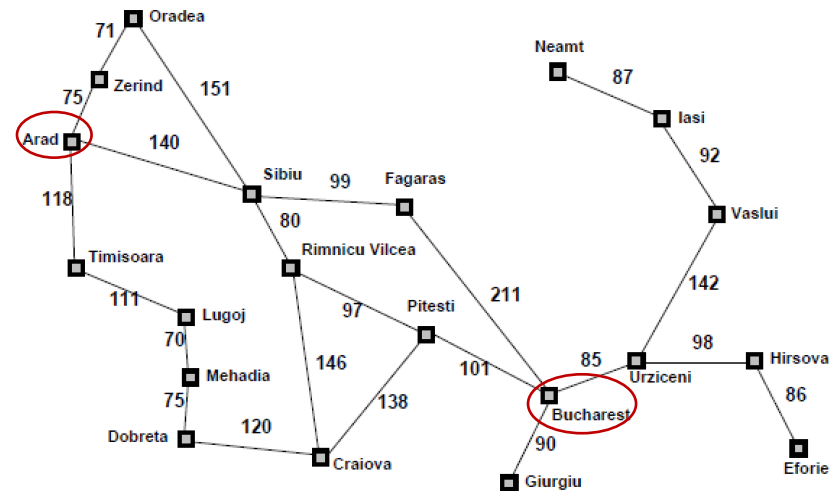 Oradea
71
Neamt
87
Zerind
151
75
Iasi
Arad
140
92
Sibiu
99
Fagaras
118
80
Vaslui
Timisoara
Rimnicu Vilcea
111
142
211
Lugoj
97
Pitesti
70
98
146
101
85
Hirsova
Mehadia
Urziceni
75
138
86
Bucharest
120
Dobreta
90
Craiova
Eforie
Giurgiu